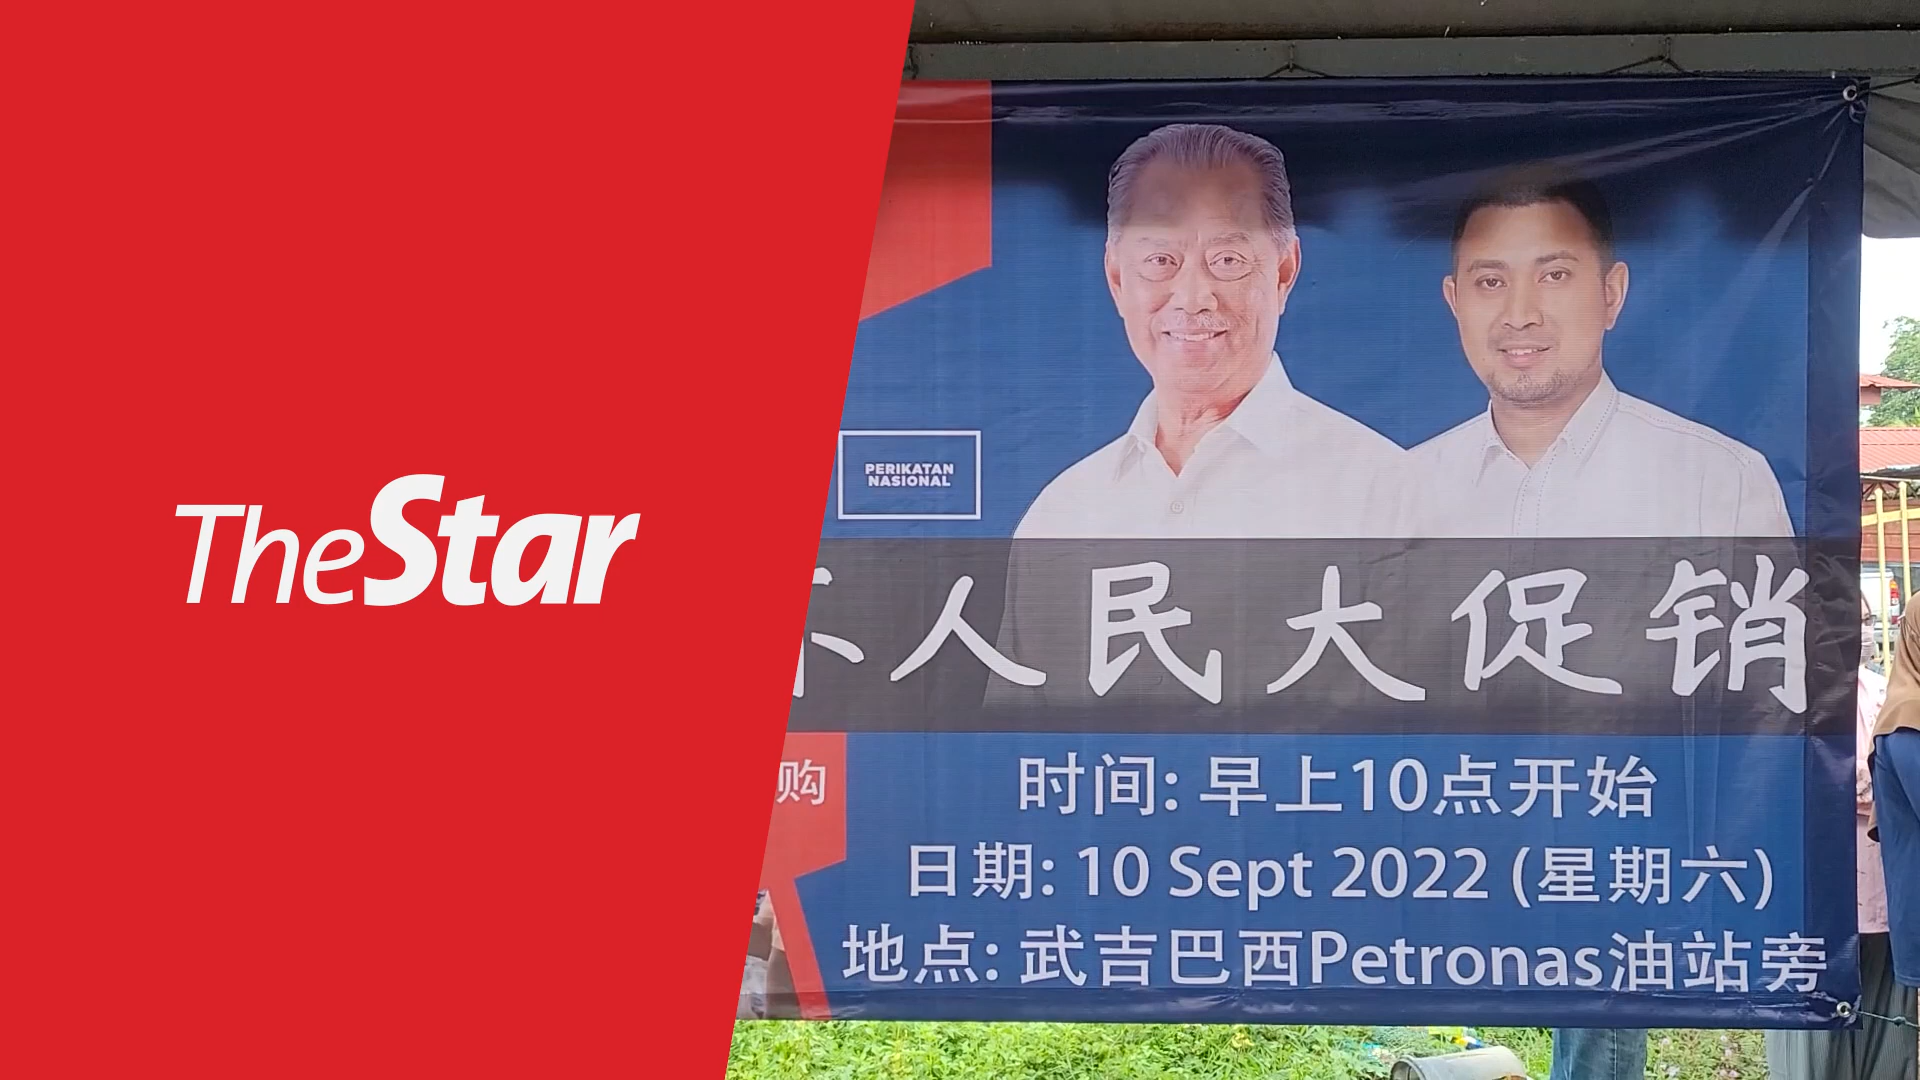 TheStar
PERIKATAN
NASIONAL
人民大促销
购
时间: 早上10点开始
日期: 10 Sept 2022 (星期六)
地点: 武吉巴西Petronas油站旁